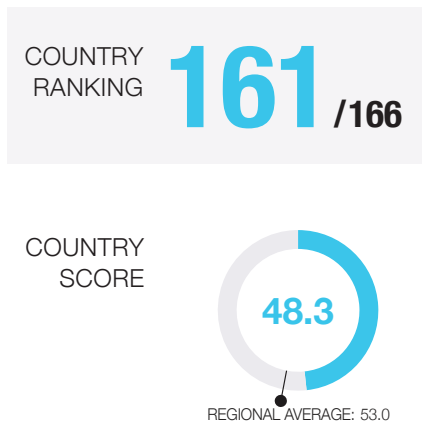 COUNTRY
RANKING
161 /166
COUNTRY
SCORE
48.3
REGIONAL AVERAGE: 53.0